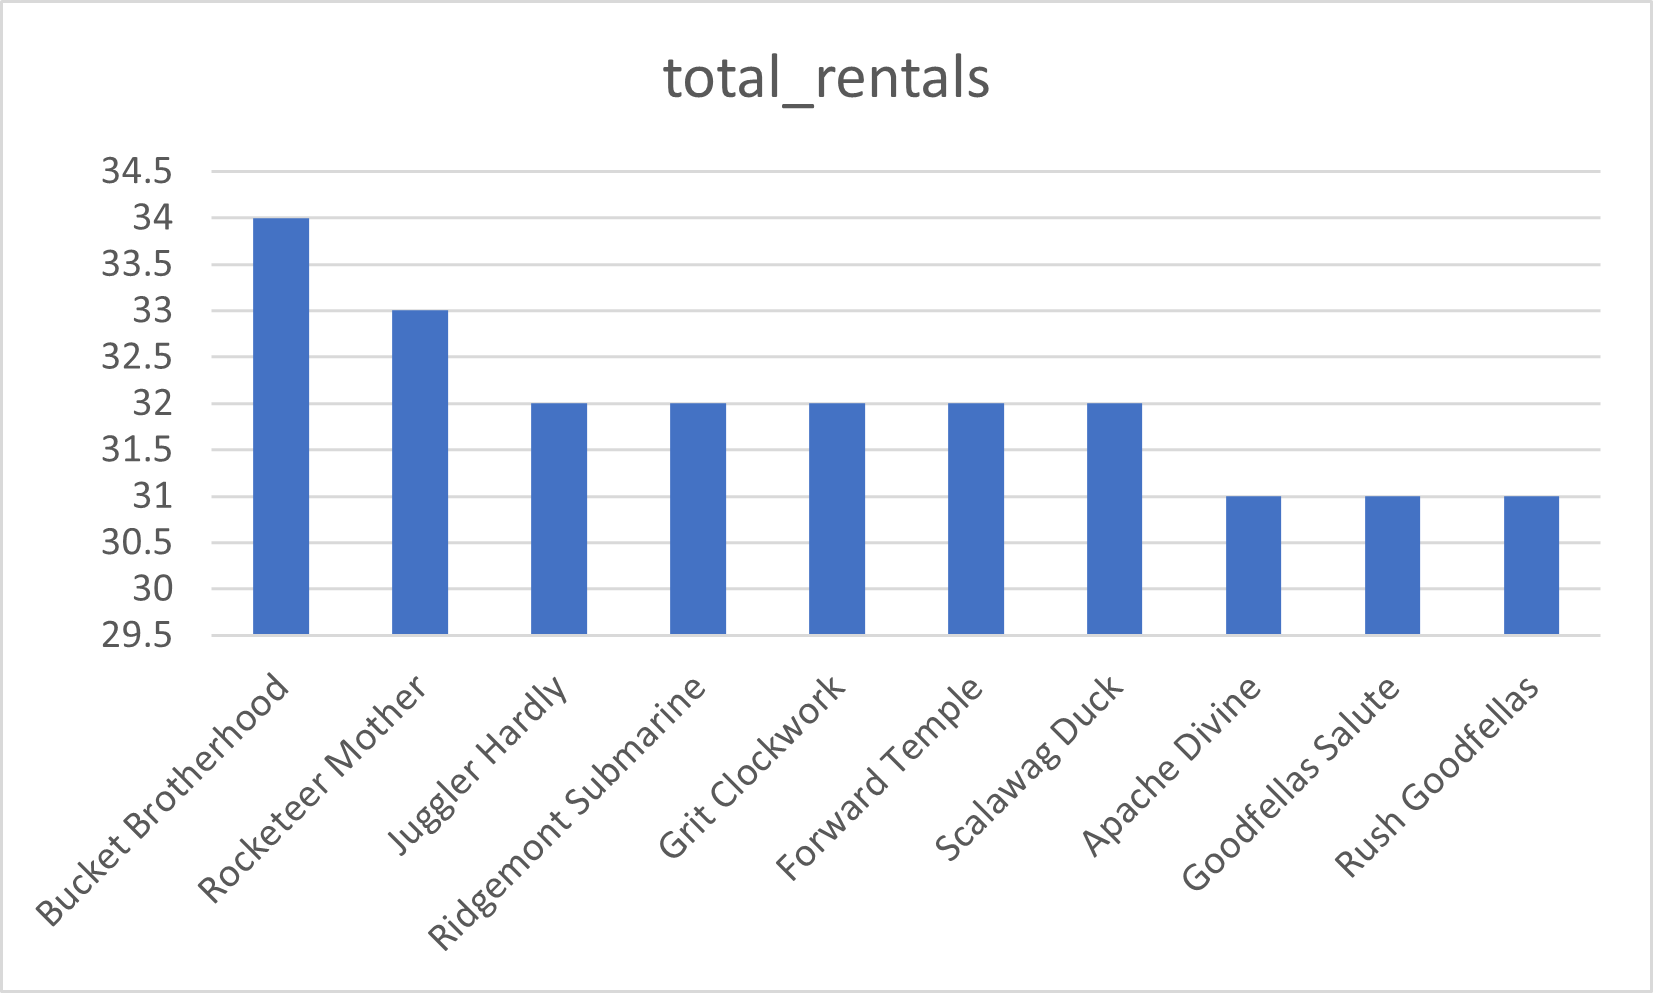 total_rentals
34.5
34
33.5
33
32.5
32
31.5
31
30.5
30
29.5
Bucket Brotherhood
Rocketeer Mother
Juggler Hardly
Ridgemont Submarine
Grit Clockwork
Forward Temple
Scalawag Duck
Apache Divine
Goodfellas Salute
Rush Goodfellas